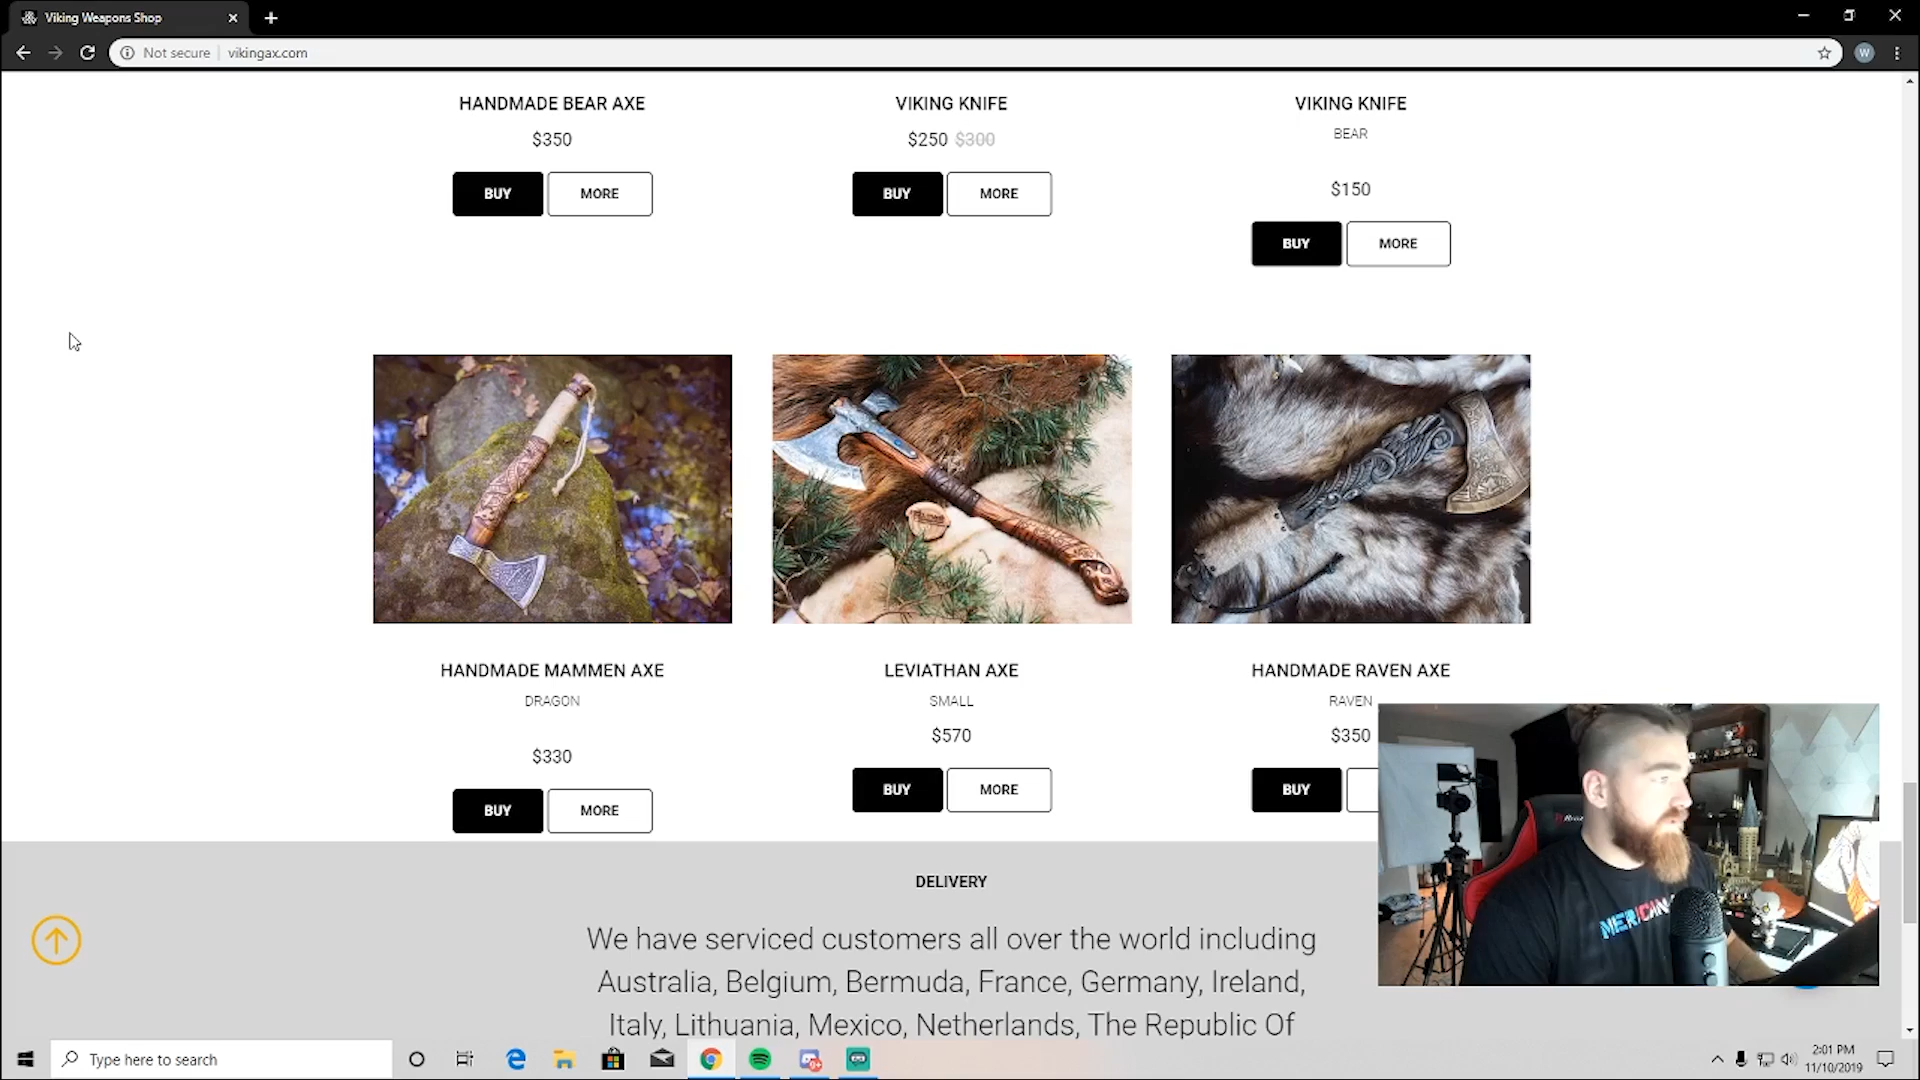 Viking Weapons Shop
Not secure
vikingax.com
W
HANDMADE BEAR AXE
$350
BUY
MORE
VIKING KNIFE
$250 $300
BUY
MORE
VIKING KNIFE
BEAR
$150
BUY
MORE
HANDMADE MAMMEN AXE
DRAGON
$330
BUY
MORE
LEVIATHAN AXE
SMALL
$570
BUY
MORE
HANDMADE RAVEN AXE
RAVEN
$350
BUY
MERICAN
DELIVERY
We have serviced customers all over the world including
Australia, Belgium, Bermuda, France, Germany, Ireland,
Italy, Lithuania, Mexico, Netherlands, The Republic Of
Type here to search
2:01 PM
11/10/2019